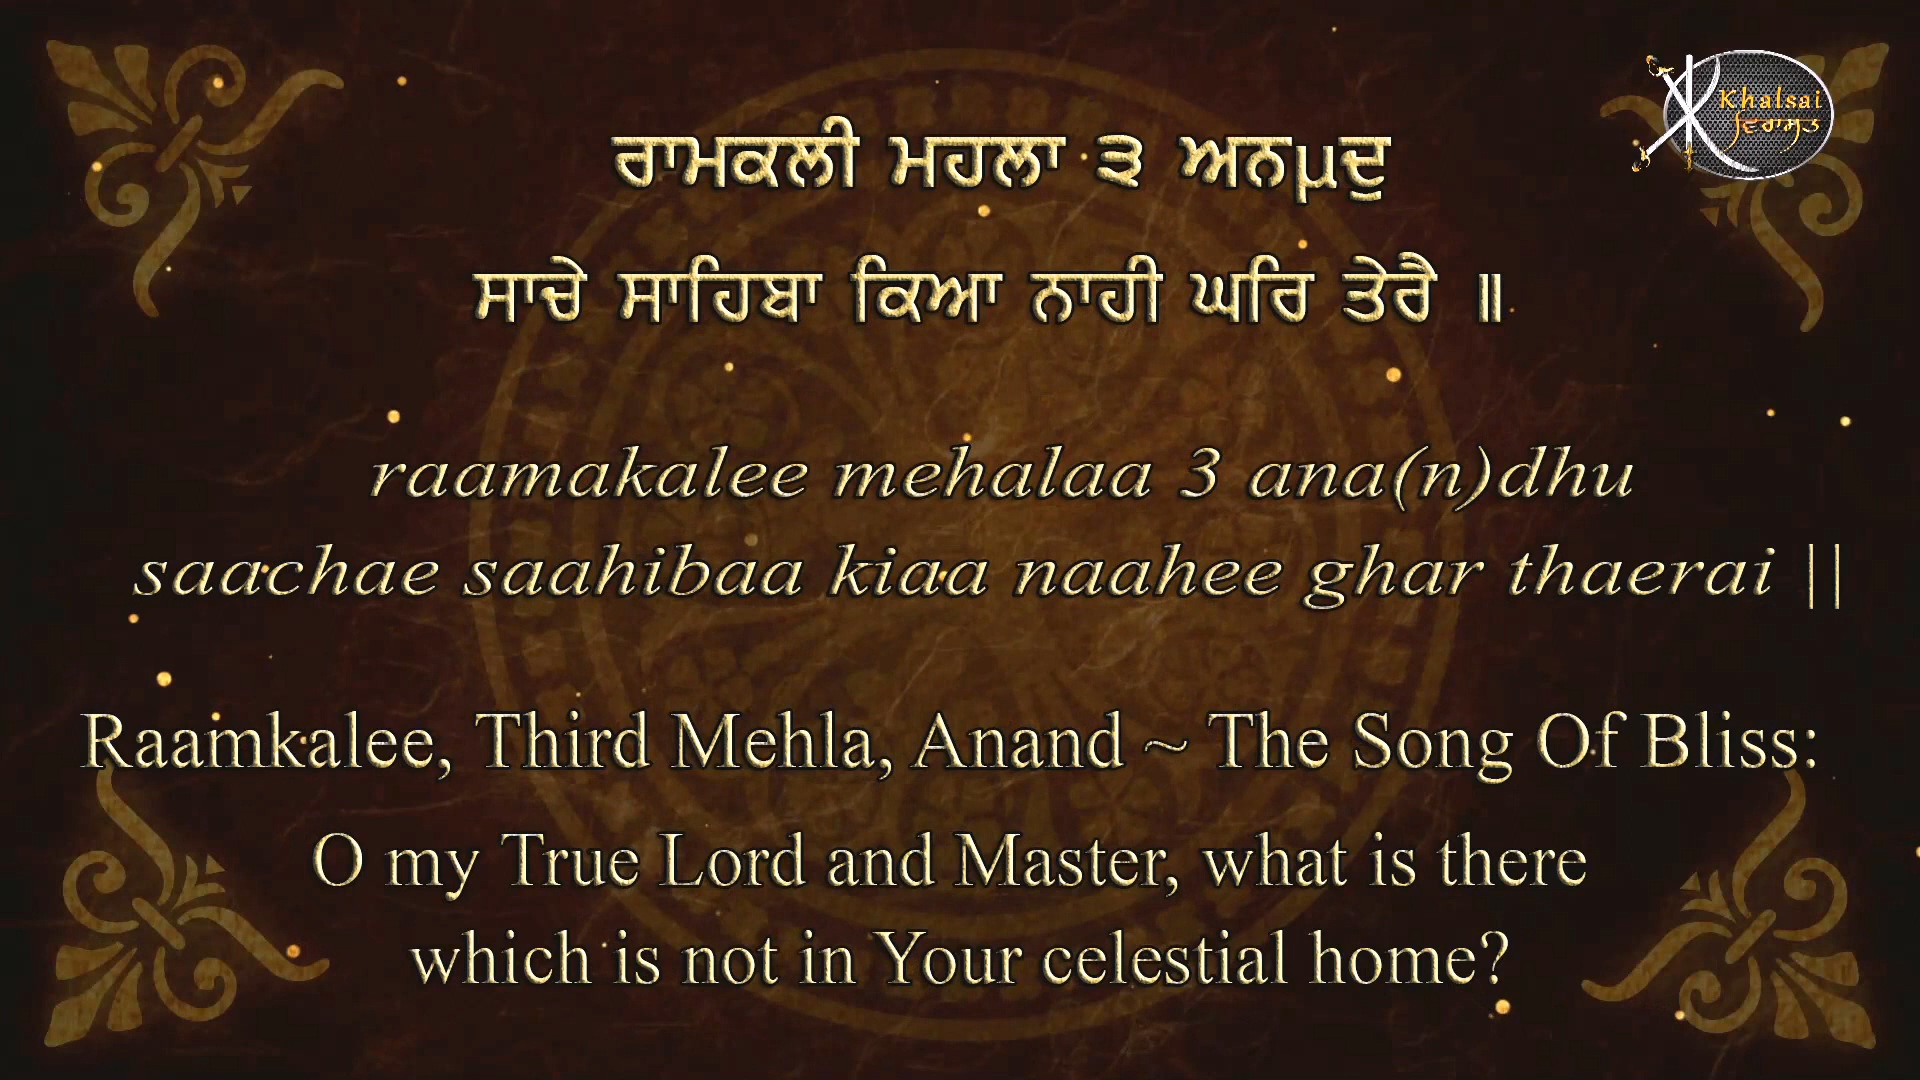 Khalsai
ਵਿਰਾਸਤ
ਰਾਮਕਲੀ ਮਹਲਾ ੩ ਅਨµਦੁ
ਸਾਚੇ ਸਾਹਿਬਾ ਕਿਆ ਨਾਹੀ ਘਰਿ ਤੇਰੈ ॥
raamakalee mehalaa 3 ana(n)dhu
saachae saahibaa kiaa naahee ghar thaerai ||
Raamkalee, Third Mehla, Anand ~ The Song Of Bliss:
O my True Lord and Master, what is there
which is not in Your celestial home?